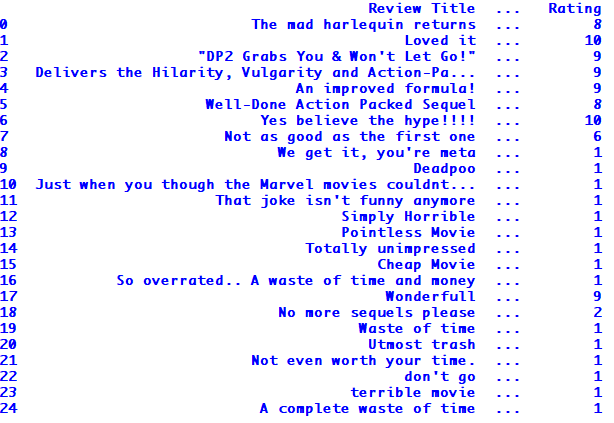 Review Title ... Rating
0 The mad harlequin returns ... 8
1 Loved it ... 10
2 "DP2 Grabs You & Won't Let Go!" ... 9
3 Delivers the Hilarity, Vulgarity and Action-Pa... ... 9
4 An improved formula! ... 9
5 Well-Done Action Packed Sequel ... 8
6 Yes believe the hype!!!! ... 10
7 Not as good as the first one ... 6
8 We get it, you're meta ... 1
9 Deadpoo ... 1
10 Just when you though the Marvel movies couldnt... ... 1
11 That joke isn't funny anymore ... 1
12 Simply Horrible ... 1
13 Pointless Movie ... 1
14 Totally unimpressed ... 1
15 Cheap Movie ... 1
16 So overrated.. A waste of time and money ... 1
17 Wonderfull ... 9
18 No more sequels please ... 2
19 Waste of time ... 1
20 Utmost trash ... 1
21 Not even worth your time. ... 1
22 don't go ... 1
23 terrible movie ... 1
24 A complete waste of time ... 1